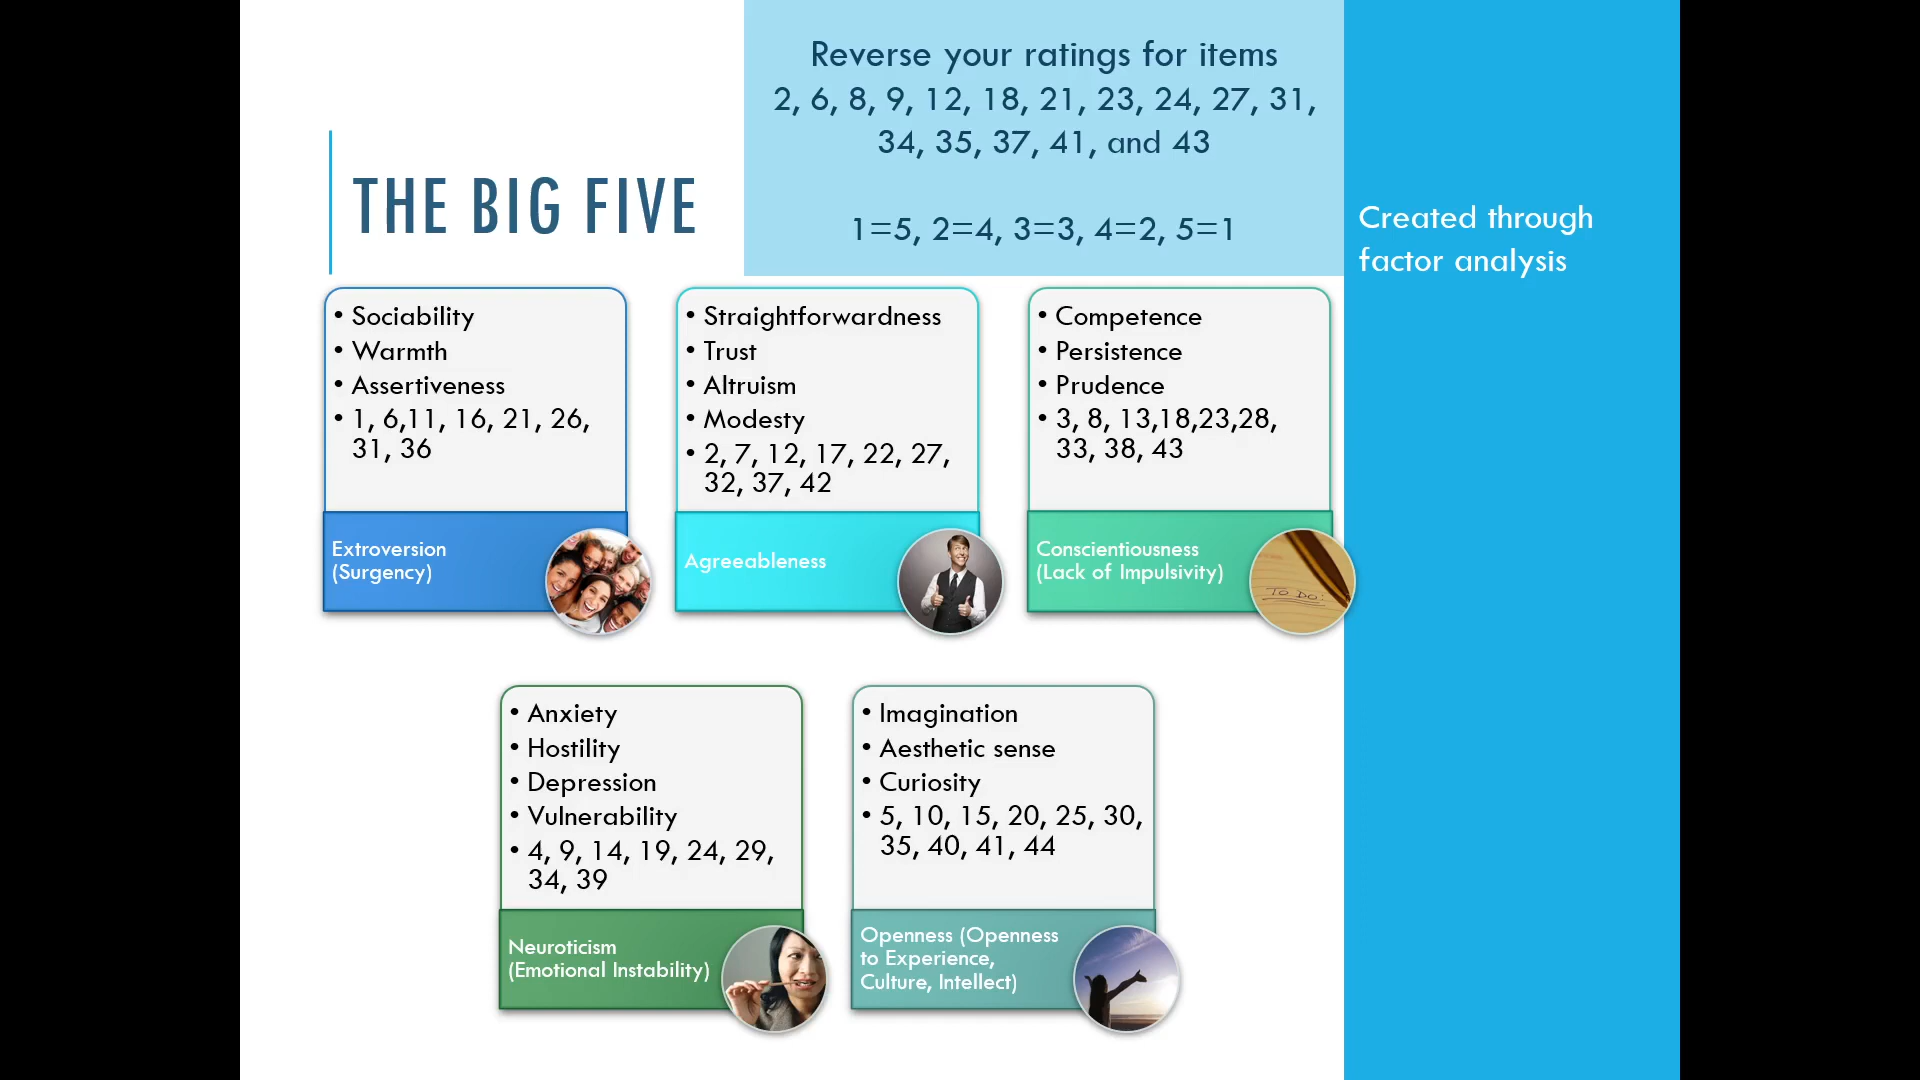 Reverse your ratings for items
2, 6, 8, 9, 12, 18, 21, 23, 24, 27, 31,
34, 35, 37, 41, and 43
1=5, 2=4, 3=3, 4=2, 5=1
THE BIG FIVE
Created through
factor analysis
• Sociability
• Warmth
• Assertiveness
• 1, 6,11, 16, 21, 26,
31, 36
Extroversion
(Surgency)
• Straightforwardness
• Trust
• Altruism
• Modesty
• 2, 7, 12, 17, 22, 27,
32, 37, 42
Agreeableness
• Competence
• Persistence
• Prudence
• 3, 8, 13,18,23,28,
33, 38, 43
Conscientiousness
(Lack of Impulsivity)
TO DO:
• Anxiety
• Hostility
• Depression
• Vulnerability
• 4, 9, 14, 19, 24, 29,
34, 39
Neuroticism
(Emotional Instability)
• Imagination
• Aesthetic sense
• Curiosity
• 5, 10, 15, 20, 25, 30,
35, 40, 41, 44
Openness (Openness
to Experience,
Culture, Intellect)